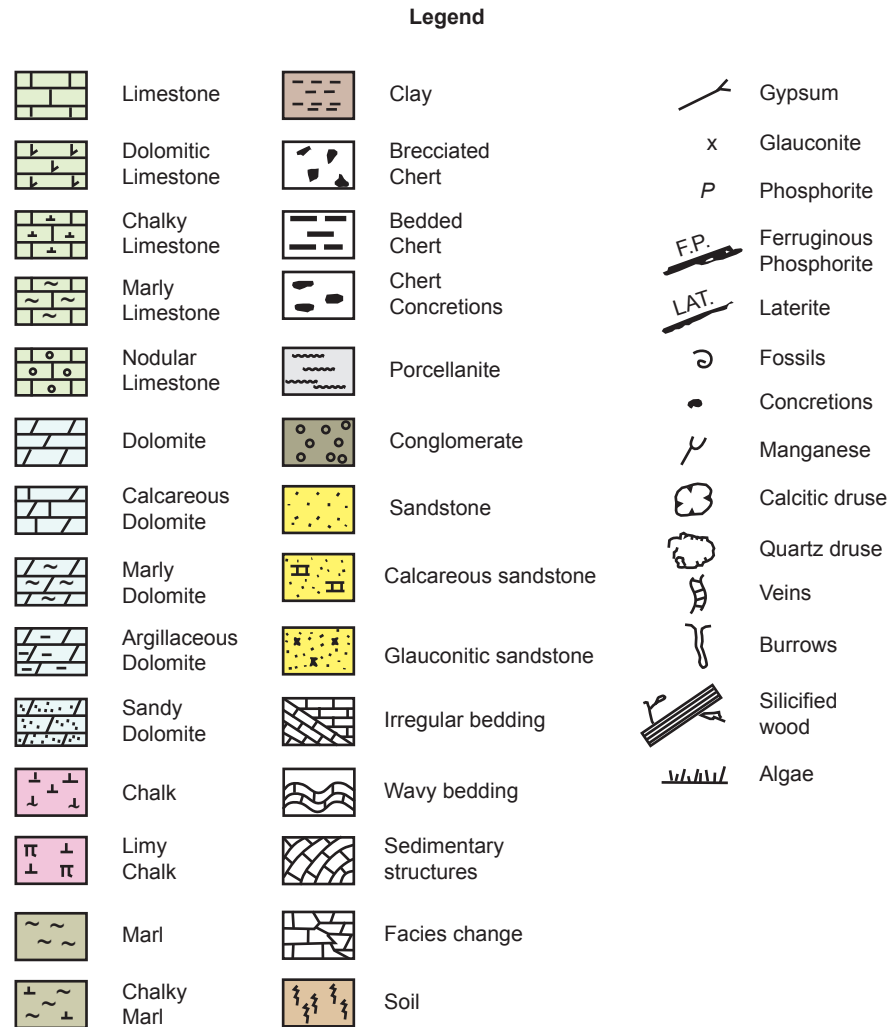 Legend
Limestone
Dolomitic
Limestone
Chalky
Limestone
Marly
Limestone
Nodular
Limestone
Dolomite
Calcareous
Dolomite
Marly
Dolomite
Argillaceous
Dolomite
Sandy
Dolomite
Chalk
Limy
Chalk
Marl
Chalky
Marl
Clay
Brecciated
Chert
Bedded
Chert
Chert
Concretions
Porcellanite
Conglomerate
Sandstone
Calcareous sandstone
Glauconitic sandstone
Irregular bedding
Wavy bedding
Sedimentary
structures
Facies change
Soil
Gypsum
x Glauconite
P Phosphorite
F.P. Ferruginous
Phosphorite
LAT. Laterite
Fossils
Concretions
Manganese
Calcitic druse
Quartz druse
Veins
Burrows
Silicified
wood
Algae